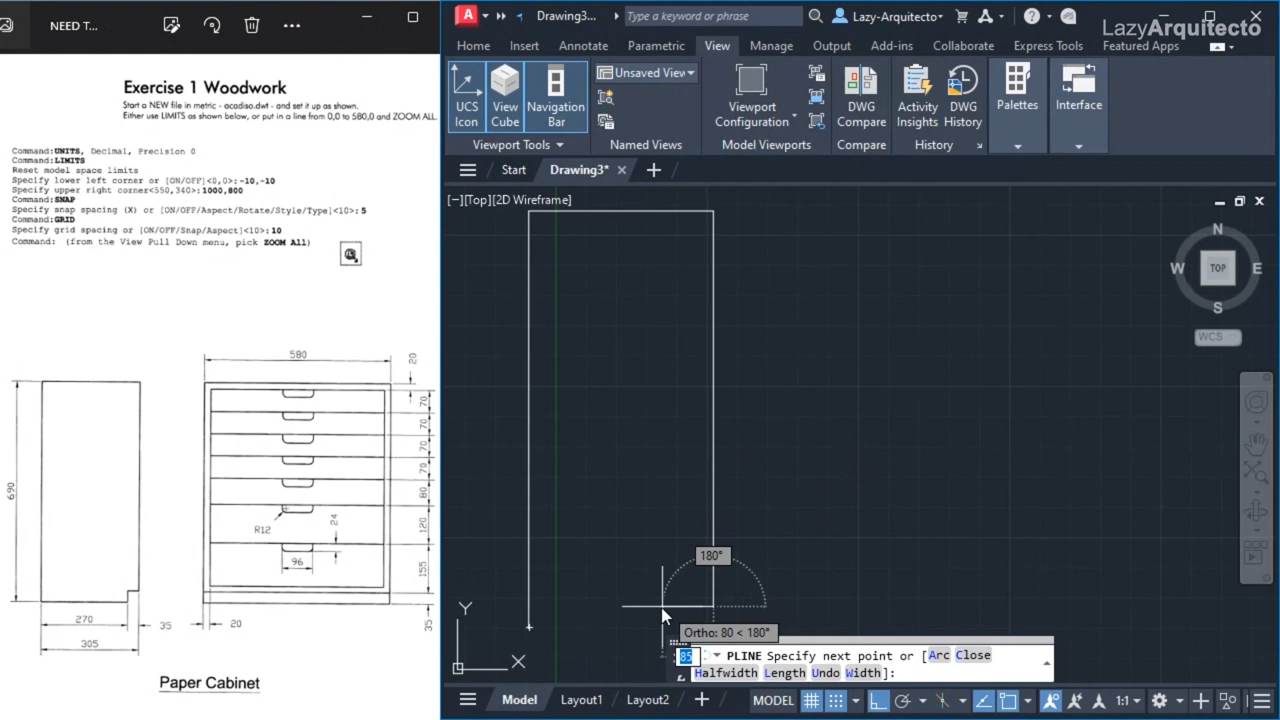 NEED T...
Exercise 1 Woodwork
Start a NEW file in metric - acadiso.dwt - and set it up as shown.
Either use LIMITS as shown below, or put in a line from 0,0 to 580,0 and ZOOM ALL.
Command:UNITS, Decimal, Precision 0
Command:LIMITS
Reset model space limits
Specify lower left corner or [ON/OFF]<0,0>:-10,-10
Specify upper right corner<550,340>:1000,800
Command:SNAP
Specify snap spacing (X) or [ON/OFF/Aspect/Rotate/Style/Type]<10>:5
Command:GRID
Specify grid spacing or [ON/OFF/Snap/Aspect]<10>:10
Command: (from the View Pull Down menu, pick ZOOM All)
580
20
70
70
70
70
80
120
155
35
690
R12
24
96
270
35
20
305
Paper Cabinet
A
Drawing3...
Type a keyword or phrase
Lazy-Arquitecto
LazyArquitecto
Home Insert Annotate Parametric View Manage Output Add-ins Collaborate Express Tools Featured Apps
UCS Icon
View Cube
Navigation Bar
Viewport Tools
Unsaved View
Named Views
Viewport Configuration
Model Viewports
DWG Compare
Compare
Activity Insights
DWG History
History
Palettes
Interface
Start
Drawing3*
[−][Top][2D Wireframe]
N
W TOP E
S
WCS
180°
Ortho: 80 < 180°
85
PLINE Specify next point or [Arc Close
Halfwidth Length Undo Width]:
Y
X
Model Layout1 Layout2
MODEL
1:1